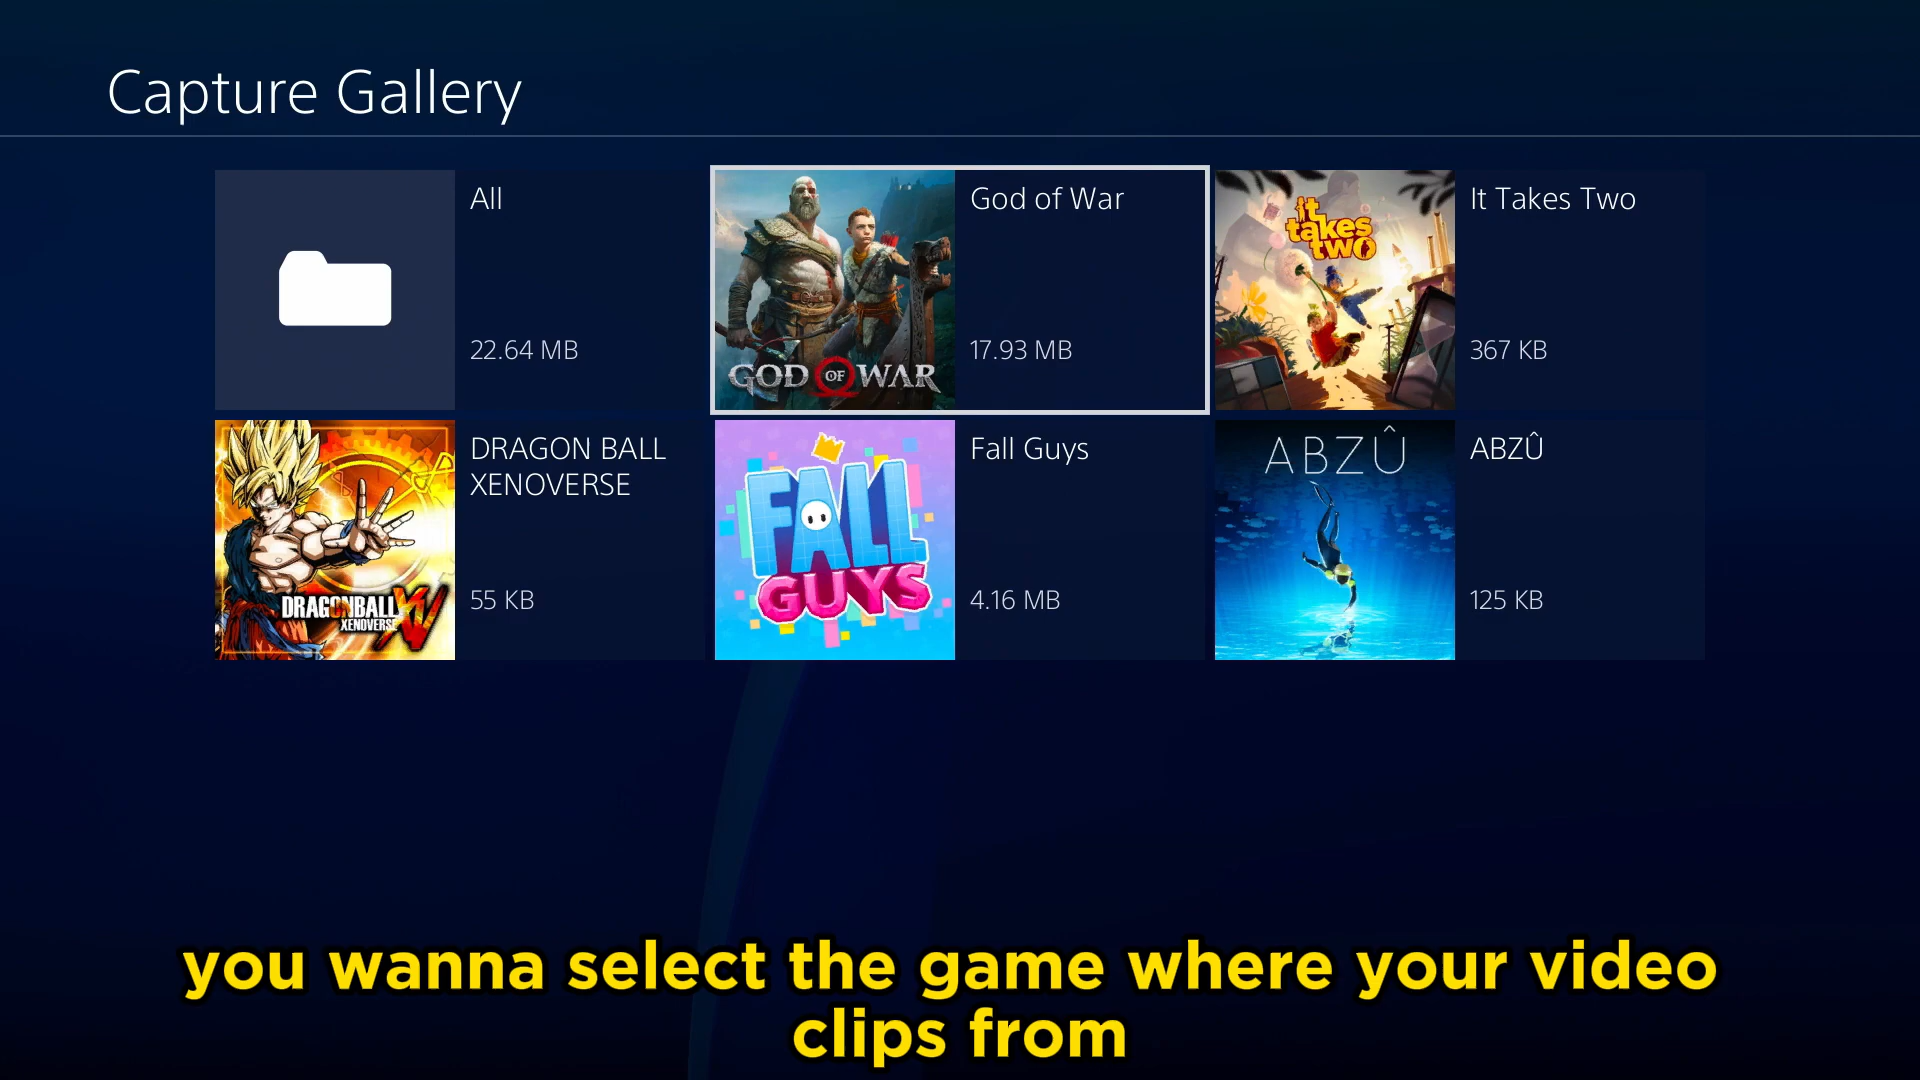 Capture Gallery
All
22.64 MB
GOD OF WAR
God of War
17.93 MB
it takes two
It Takes Two
367 KB
DRAGONBALL XV
XENOVERSE
DRAGON BALL
XENOVERSE
55 KB
FALL
GUYS
Fall Guys
4.16 MB
ABZÛ
ABZÛ
125 KB
you wanna select the game where your video
clips from